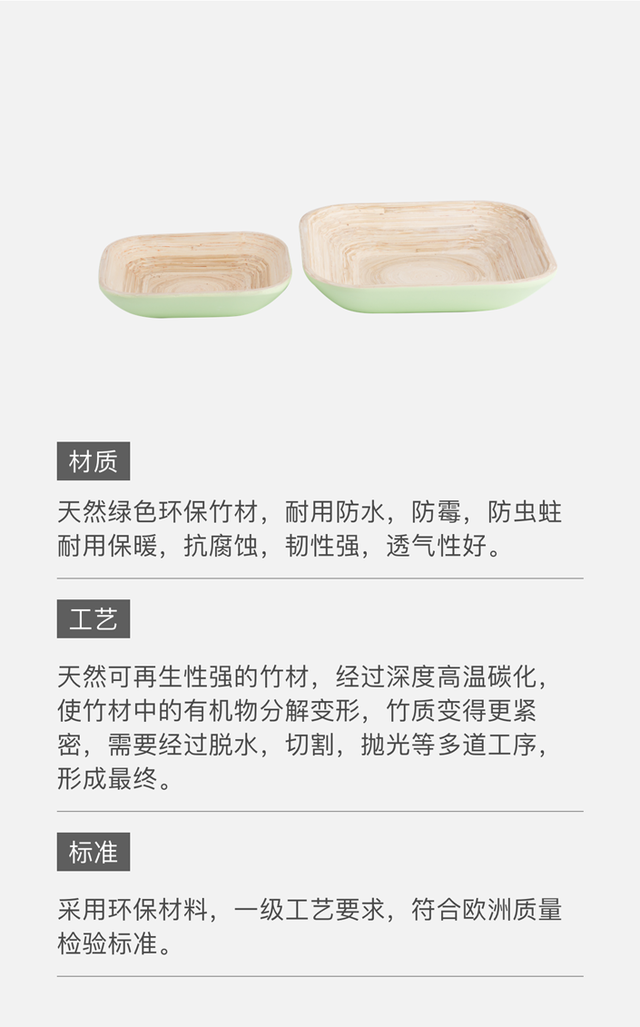 材质
天然绿色环保竹材，耐用防水，防霉，防虫蛀
耐用保暖，抗腐蚀，韧性强，透气性好。
工艺
天然可再生性强的竹材，经过深度高温碳化，
使竹材中的有机物分解变形，竹质变得更紧
密，需要经过脱水，切割，抛光等多道工序，
形成最终。
标准
采用环保材料，一级工艺要求，符合欧洲质量
检验标准。